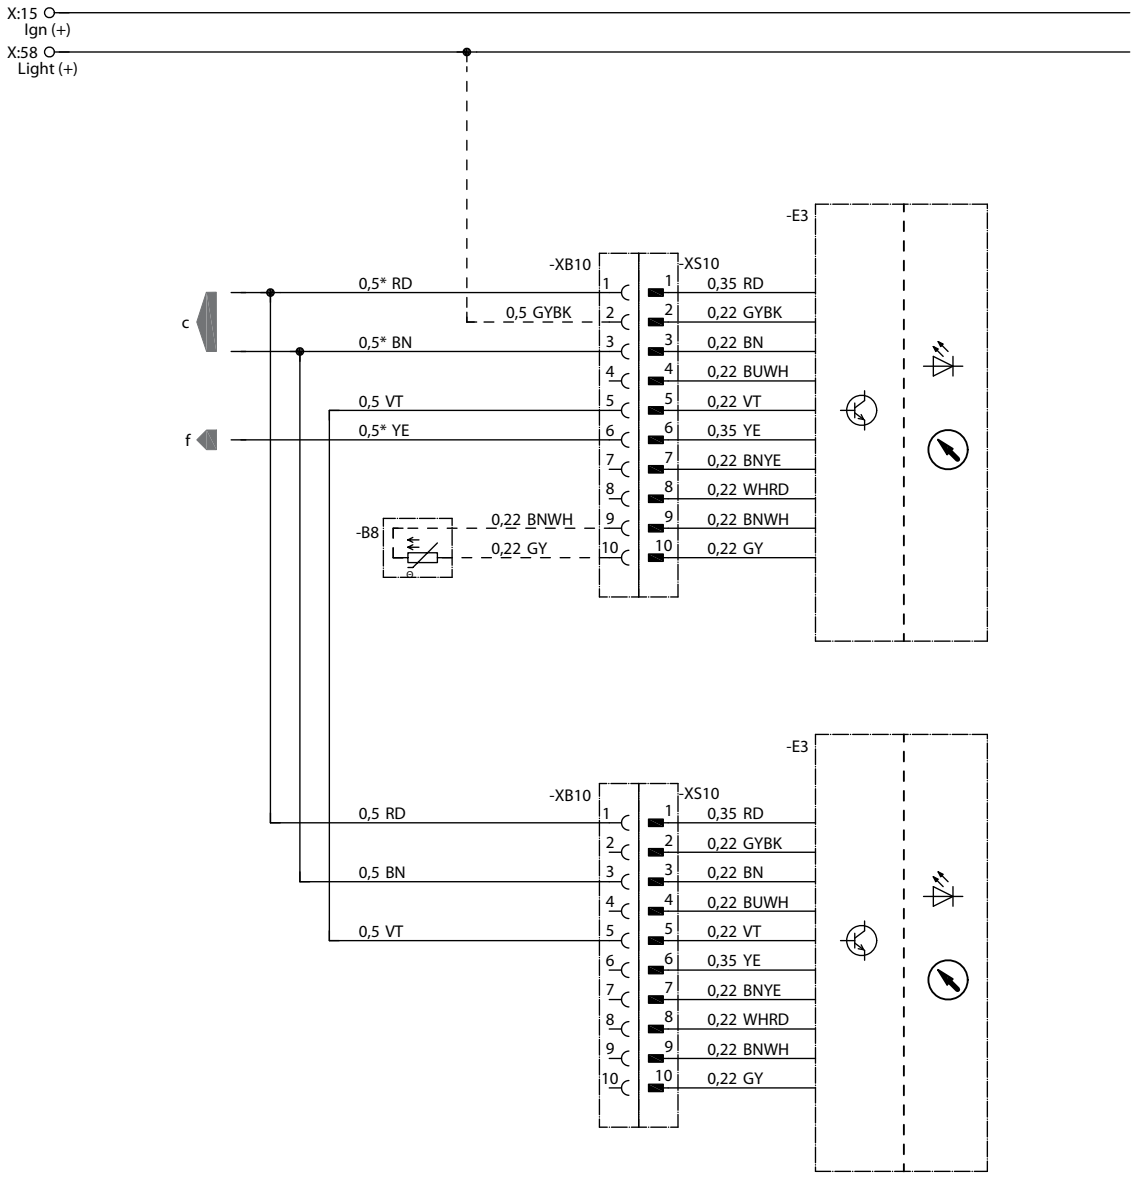 X:15
Ign (+)
X:58
Light (+)
-E3
-XB10 -XS10
0,5* RD 1 1 0,35 RD
c 0,5 GYBK 2 2 0,22 GYBK
0,5* BN 3 3 0,22 BN
4 4 0,22 BUWH
0,5 VT 5 5 0,22 VT
f 0,5* YE 6 6 0,35 YE
7 7 0,22 BNYE
8 8 0,22 WHRD
-B8 0,22 BNWH 9 9 0,22 BNWH
0,22 GY 10 10 0,22 GY
Θ
-E3
-XB10 -XS10
0,5 RD 1 1 0,35 RD
2 2 0,22 GYBK
0,5 BN 3 3 0,22 BN
4 4 0,22 BUWH
0,5 VT 5 5 0,22 VT
6 6 0,35 YE
7 7 0,22 BNYE
8 8 0,22 WHRD
9 9 0,22 BNWH
10 10 0,22 GY